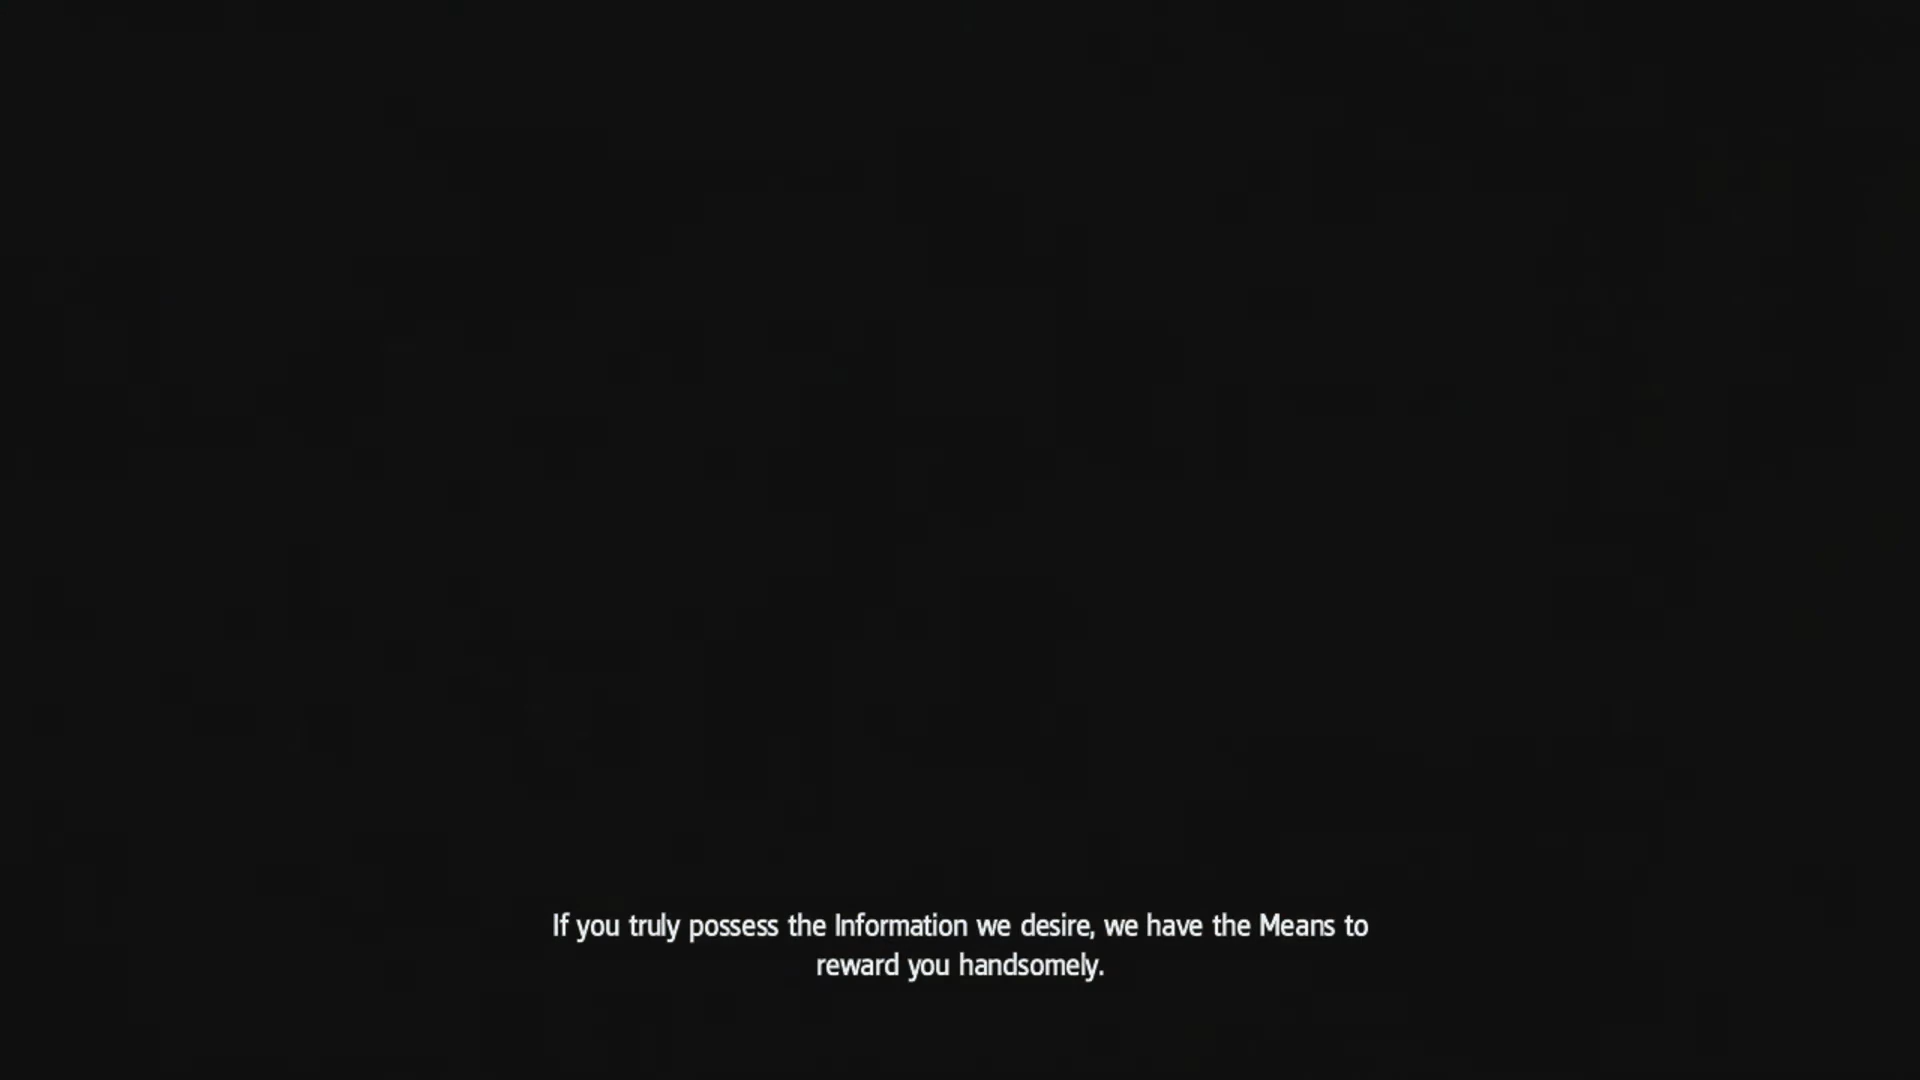 If you truly possess the Information we desire, we have the Means to
reward you handsomely.